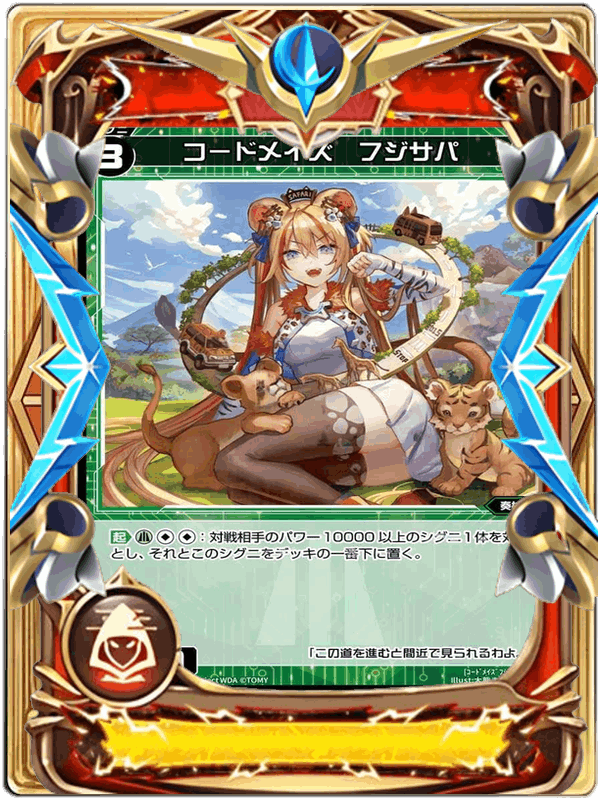 3
コードメイズ フジサパ
SAFARI
奏
起 緑◇◇:対戦相手のパワー10000以上のシグニ1体を
とし、それとこのシグニをデッキの一番下に置く。
「この道を進むと間近で見られるわよ
WDA ©TOMY
Illust: